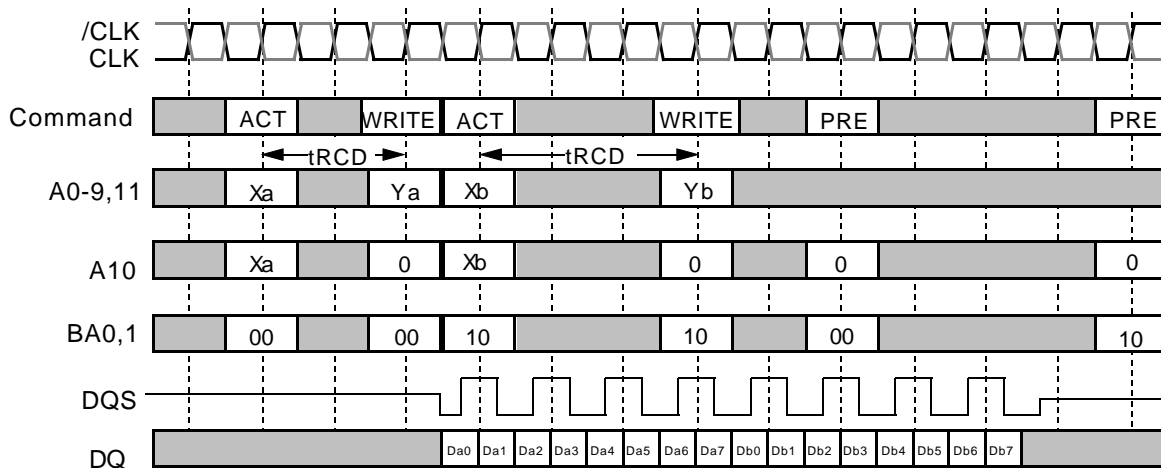 /CLK
CLK
Command ACT WRITE ACT WRITE PRE PRE
tRCD tRCD
A0-9,11 Xa Ya Xb Yb
A10 Xa 0 Xb 0 0 0
BA0,1 00 00 10 10 00 10
DQS
DQ Da0 Da1 Da2 Da3 Da4 Da5 Da6 Da7 Db0 Db1 Db2 Db3 Db4 Db5 Db6 Db7